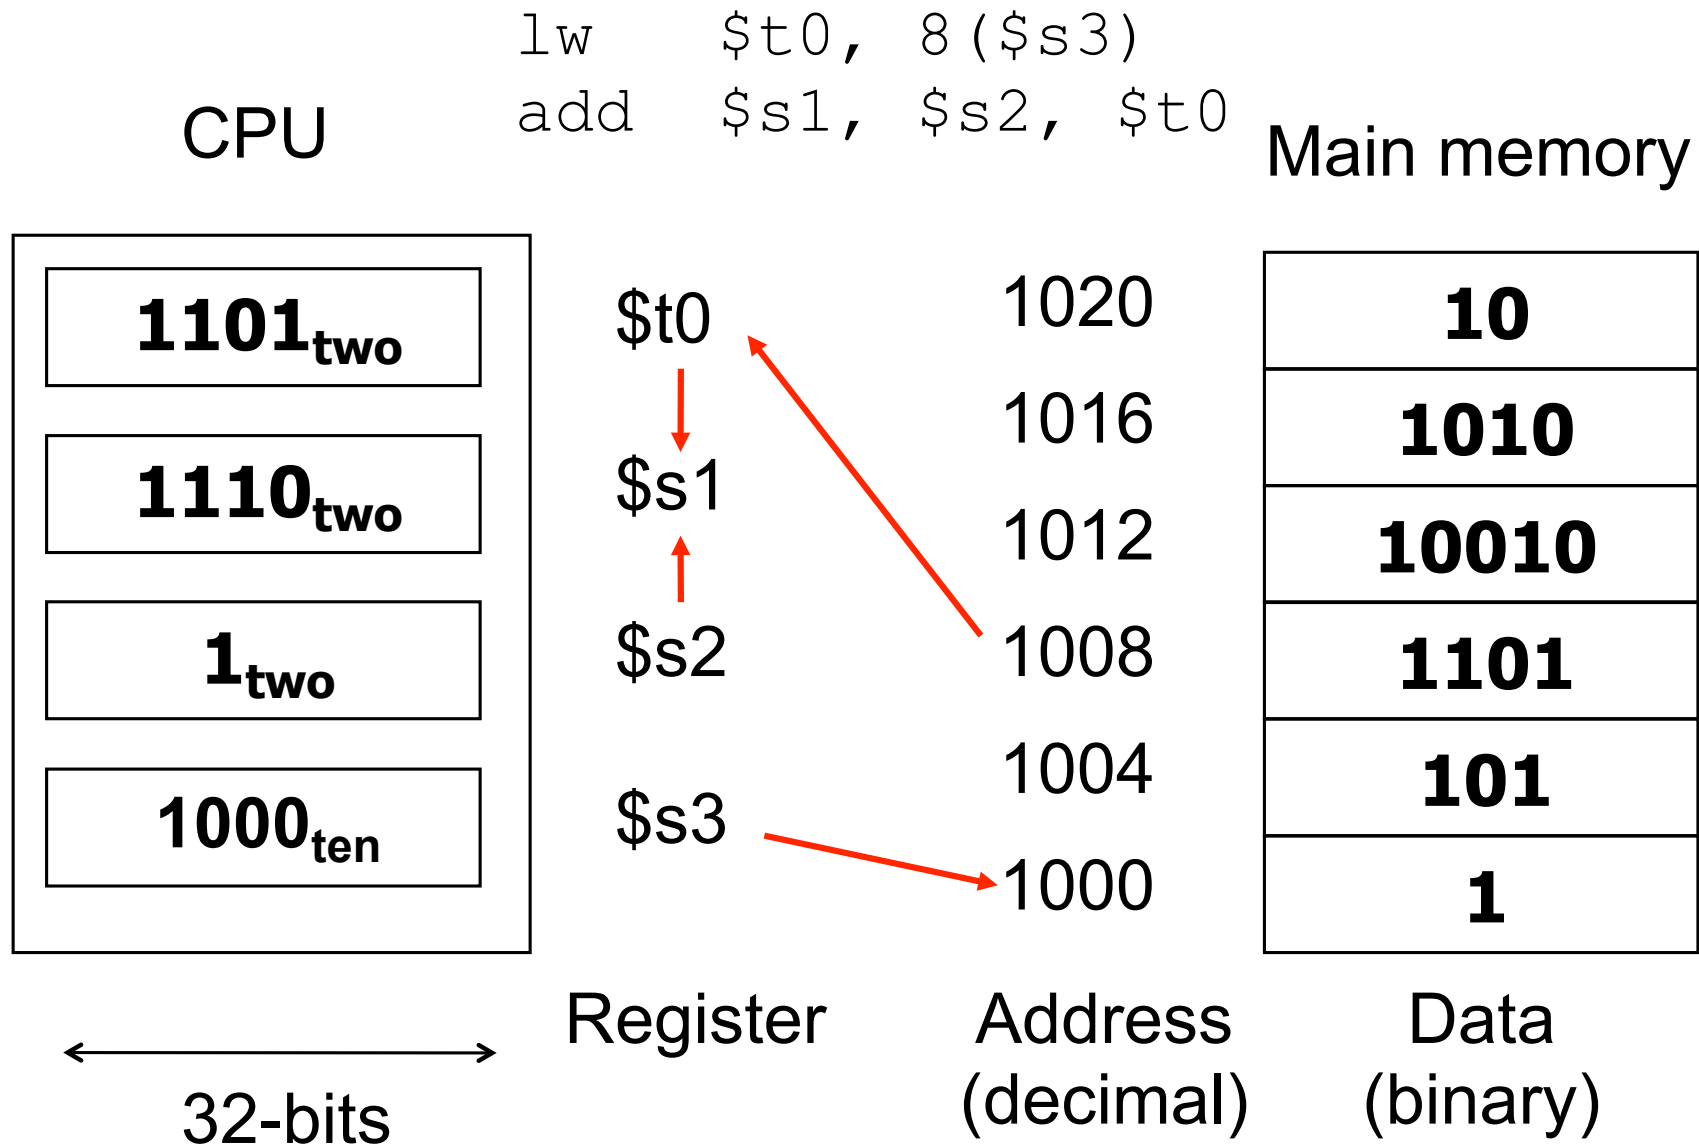 lw $t0, 8($s3)
add $s1, $s2, $t0
CPU
Main memory
1101two
$t0
1020
10
1016
1010
1110two
$s1
1012
10010
1two
$s2
1008
1101
1004
101
1000ten
$s3
1000
1
Register
Address
(decimal)
Data
(binary)
32-bits